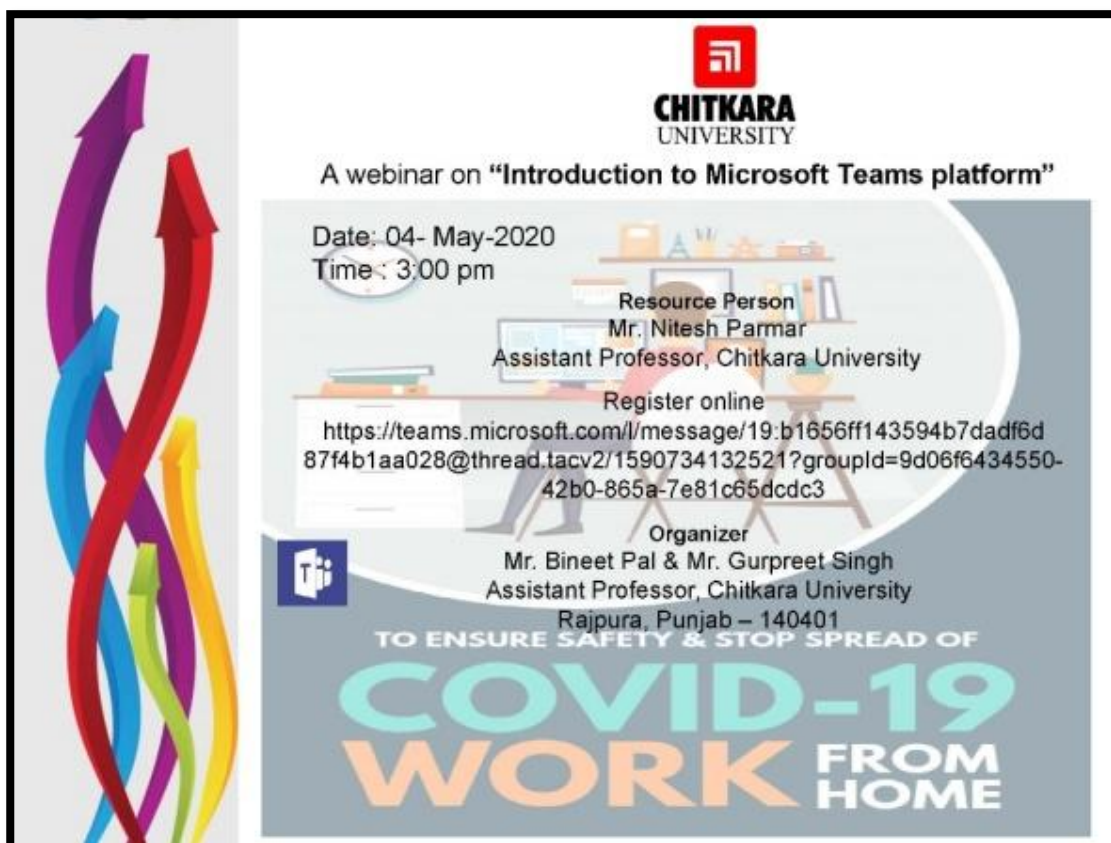 CHITKARA
UNIVERSITY
A webinar on “Introduction to Microsoft Teams platform”
Date: 04- May-2020
Time : 3:00 pm
Resource Person
Mr. Nitesh Parmar
Assistant Professor, Chitkara University
Register online
https://teams.microsoft.com/l/message/19:b1656ff143594b7dadf6d
87f4b1aa028@thread.tacv2/1590734132521?groupId=9d06f6434550-
42b0-865a-7e81c65dcdc3
Organizer
Mr. Bineet Pal & Mr. Gurpreet Singh
Assistant Professor, Chitkara University
Rajpura, Punjab – 140401
TO ENSURE SAFETY & STOP SPREAD OF
COVID-19
WORK FROM
HOME